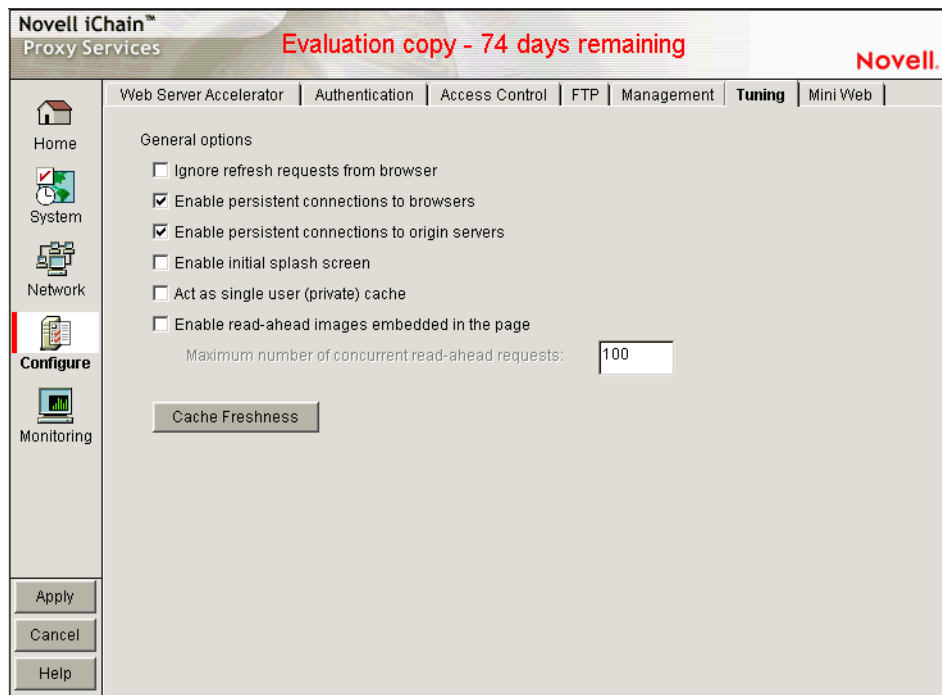 Novell iChain™
Proxy Services
Evaluation copy - 74 days remaining
Novell.
Web Server Accelerator
Authentication
Access Control
FTP
Management
Tuning
Mini Web
Home
System
Network
Configure
Monitoring
General options
Ignore refresh requests from browser
Enable persistent connections to browsers
Enable persistent connections to origin servers
Enable initial splash screen
Act as single user (private) cache
Enable read-ahead images embedded in the page
Maximum number of concurrent read-ahead requests: 100
Cache Freshness
Apply
Cancel
Help